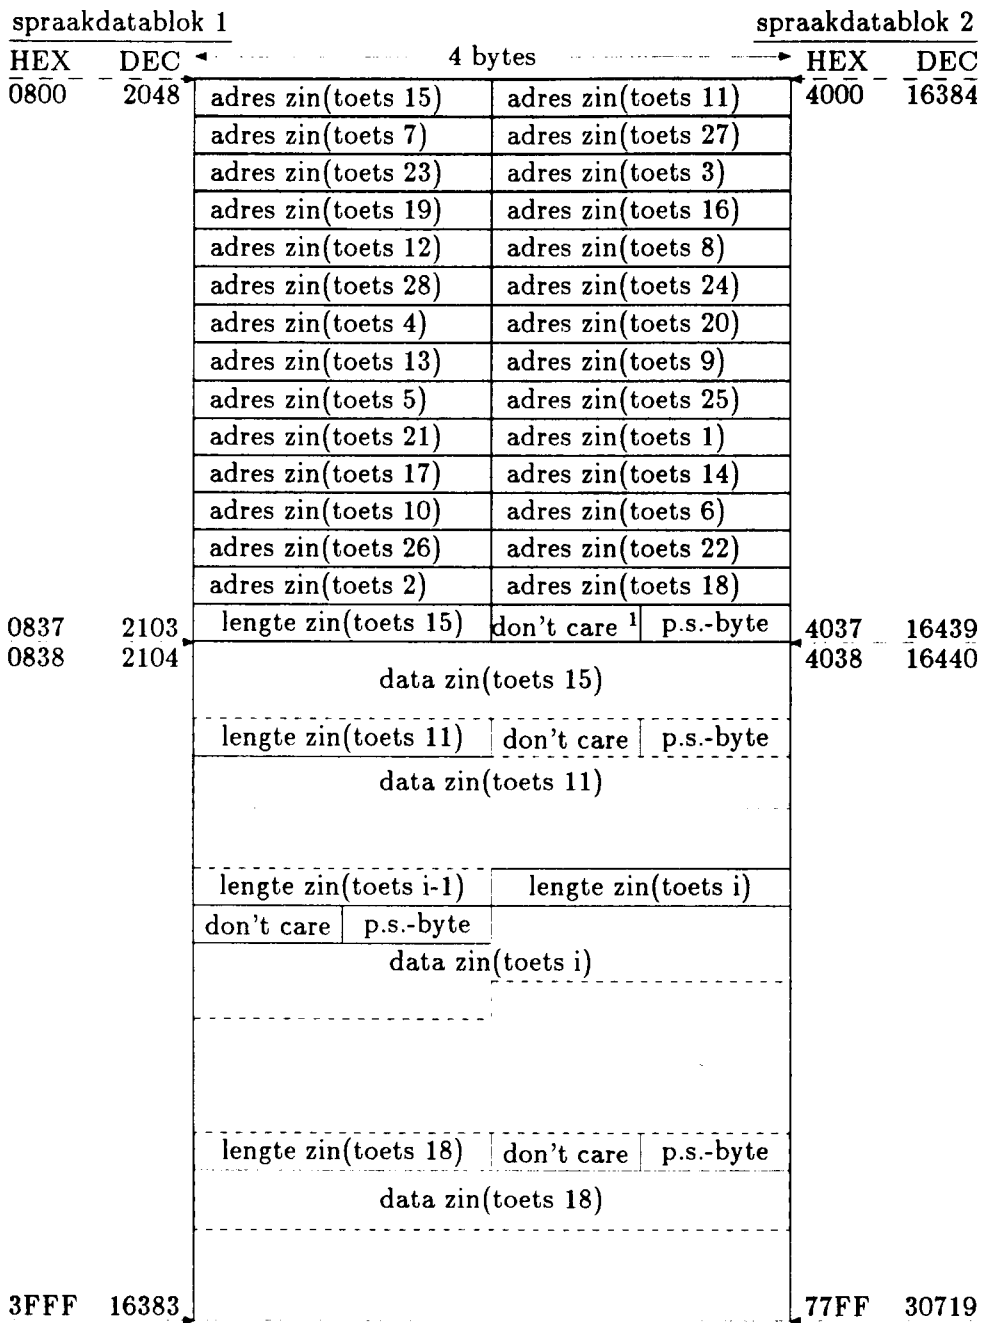 spraakdatablok 1 spraakdatablok 2
HEX DEC 4 bytes HEX DEC
0800 2048 adres zin(toets 15) adres zin(toets 11) 4000 16384
adres zin(toets 7) adres zin(toets 27)
adres zin(toets 23) adres zin(toets 3)
adres zin(toets 19) adres zin(toets 16)
adres zin(toets 12) adres zin(toets 8)
adres zin(toets 28) adres zin(toets 24)
adres zin(toets 4) adres zin(toets 20)
adres zin(toets 13) adres zin(toets 9)
adres zin(toets 5) adres zin(toets 25)
adres zin(toets 21) adres zin(toets 1)
adres zin(toets 17) adres zin(toets 14)
adres zin(toets 10) adres zin(toets 6)
adres zin(toets 26) adres zin(toets 22)
adres zin(toets 2) adres zin(toets 18)
0837 2103 lengte zin(toets 15) don't care 1 p.s.-byte 4037 16439
0838 2104 4038 16440
data zin(toets 15)
lengte zin(toets 11) don't care p.s.-byte
data zin(toets 11)
lengte zin(toets i-1) lengte zin(toets i)
don't care p.s.-byte
data zin(toets i)
lengte zin(toets 18) don't care p.s.-byte
data zin(toets 18)
3FFF 16383 77FF 30719